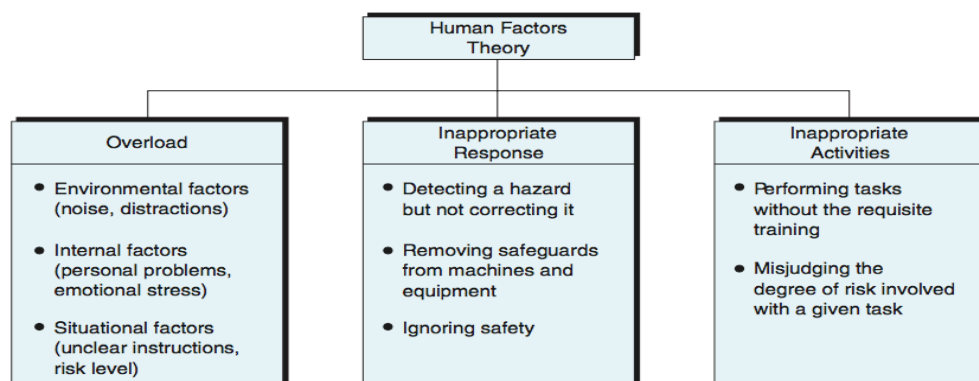 Human Factors
Theory
Overload
• Environmental factors
(noise, distractions)
• Internal factors
(personal problems,
emotional stress)
• Situational factors
(unclear instructions,
risk level)
Inappropriate
Response
• Detecting a hazard
but not correcting it
• Removing safeguards
from machines and
equipment
• Ignoring safety
Inappropriate
Activities
• Performing tasks
without the requisite
training
• Misjudging the
degree of risk involved
with a given task